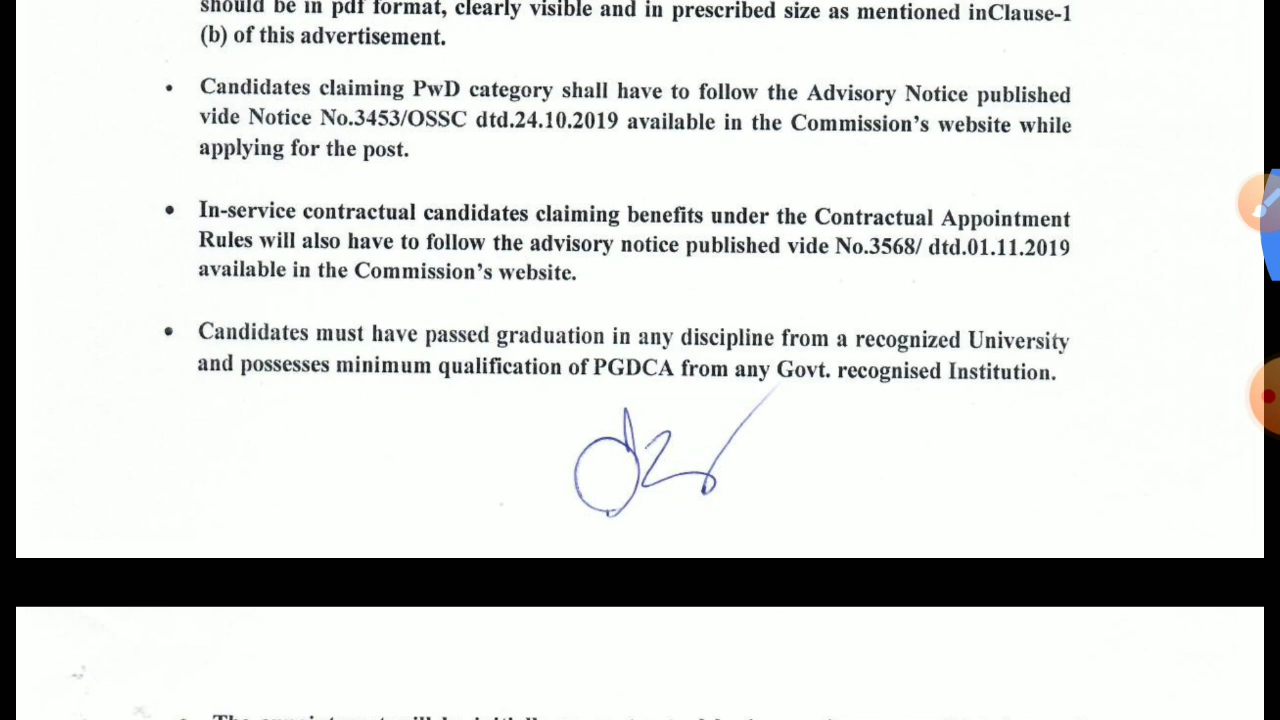 should be in pdf format, clearly visible and in prescribed size as mentioned inClause-1
(b) of this advertisement.
• Candidates claiming PwD category shall have to follow the Advisory Notice published
vide Notice No.3453/OSSC dtd.24.10.2019 available in the Commission's website while
applying for the post.
• In-service contractual candidates claiming benefits under the Contractual Appointment
Rules will also have to follow the advisory notice published vide No.3568/ dtd.01.11.2019
available in the Commission's website.
• Candidates must have passed graduation in any discipline from a recognized University
and possesses minimum qualification of PGDCA from any Govt. recognised Institution.
The appointment will be initially